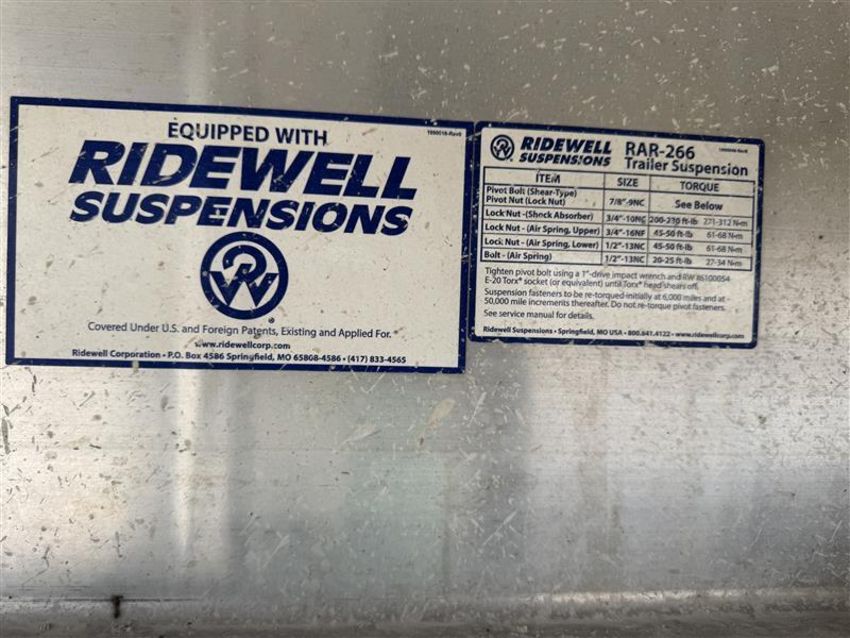 EQUIPPED WITH
RIDEWELL
SUSPENSIONS
®
Covered Under U.S. and Foreign Patents, Existing and Applied For.
www.ridewellcorp.com
Ridewell Corporation • P.O. Box 4586 Springfield, MO 65808-4586 • (417) 833-4565
RIDEWELL SUSPENSIONS
RAR-266
Trailer Suspension
ITEM SIZE TORQUE
Pivot Bolt (Shear-Type)
Pivot Nut (Lock Nut) 7/8"-9NC See Below
Lock Nut -(Shock Absorber) 3/4"-10NC 200-230 ft-lb 271-312 N•m
Lock Nut - (Air Spring, Upper) 3/4"-16NF 45-50 ft-lb 61-68 N•m
Lock Nut - (Air Spring, Lower) 1/2"-13NC 45-50 ft-lb 61-68 N•m
Bolt - (Air Spring) 1/2"-13NC 20-25 ft-lb 27-34 N•m
Tighten pivot bolt using a 1"-drive impact wrench and RW #6100054
E-20 Torx® socket (or equivalent) until Torx® head shears off.
Suspension fasteners to be re-torqued initially at 6,000 miles and at
50,000 mile increments thereafter. Do not re-torque pivot fasteners.
See service manual for details.
Ridewell Suspensions • Springfield, MO USA • 800.641.4122 • www.ridewellcorp.com